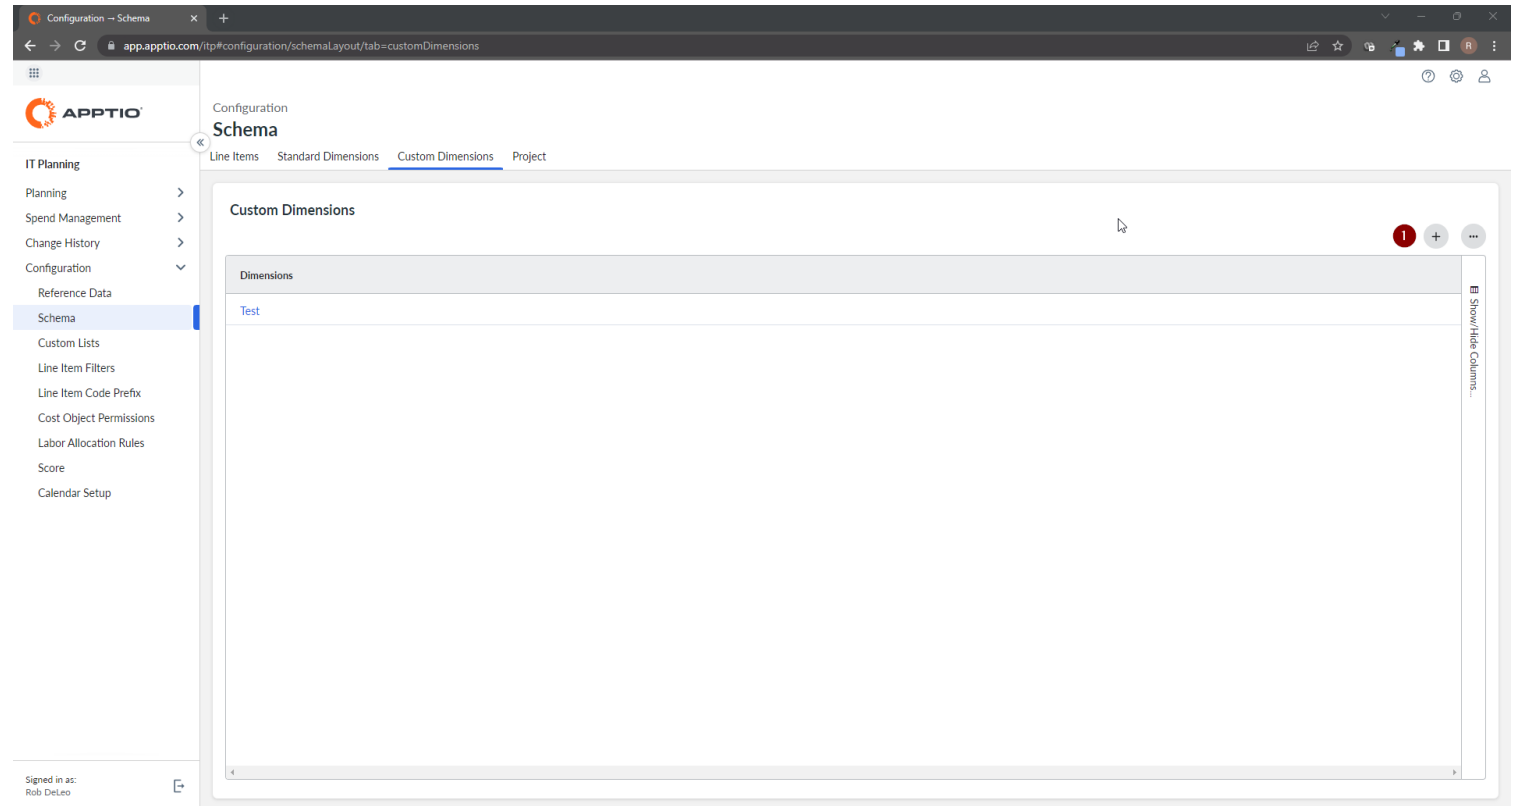 Configuration → Schema
app.apptio.com/itp#configuration/schemaLayout/tab=customDimensions
R
APPTIO
Configuration
Schema
Line Items Standard Dimensions Custom Dimensions Project
IT Planning
Planning
Spend Management
Change History
Configuration
Reference Data
Schema
Custom Lists
Line Item Filters
Line Item Code Prefix
Cost Object Permissions
Labor Allocation Rules
Score
Calendar Setup
Signed in as:
Rob DeLeo
Custom Dimensions
1
Dimensions
Test
Show/Hide Columns...